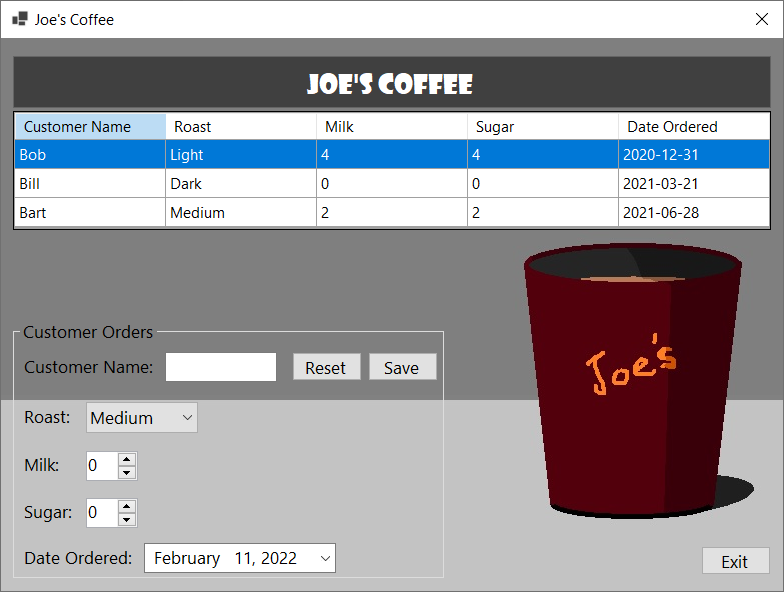 Joe's Coffee
JOE'S COFFEE
Customer Name Roast Milk Sugar Date Ordered
Bob Light 4 4 2020-12-31
Bill Dark 0 0 2021-03-21
Bart Medium 2 2 2021-06-28
Joe's
Customer Orders
Customer Name: Reset Save
Roast: Medium
Milk: 0
Sugar: 0
Date Ordered: February 11, 2022
Exit